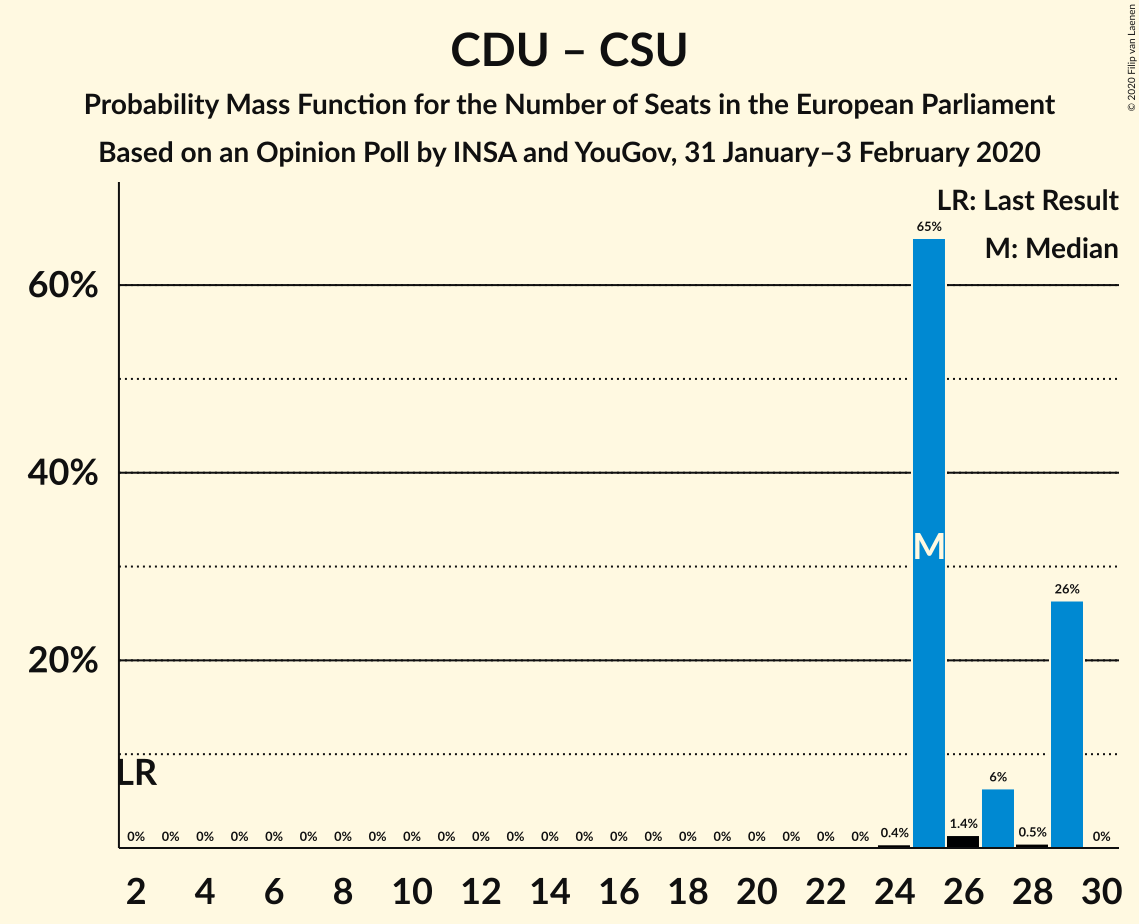 CDU – CSU
Probability Mass Function for the Number of Seats in the European Parliament
Based on an Opinion Poll by INSA and YouGov, 31 January–3 February 2020
© 2020 Filip van Laenen
LR: Last Result
M: Median
65%
60%
40%
M
26%
20%
LR
6%
0% 0% 0% 0% 0% 0% 0% 0% 0% 0% 0% 0% 0% 0% 0% 0% 0% 0% 0% 0% 0% 0% 0.4% 1.4% 0.5% 0%
2 4 6 8 10 12 14 16 18 20 22 24 26 28 30